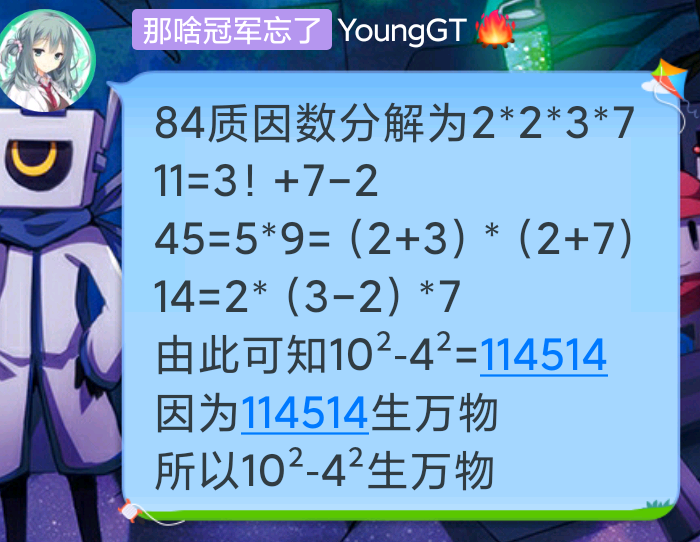 那啥冠军忘了 YoungGT 🔥
84质因数分解为2*2*3*7
11=3！+7-2
45=5*9=（2+3）*（2+7）
14=2*（3-2）*7
由此可知10²-4²=114514
因为114514生万物
所以10²-4²生万物